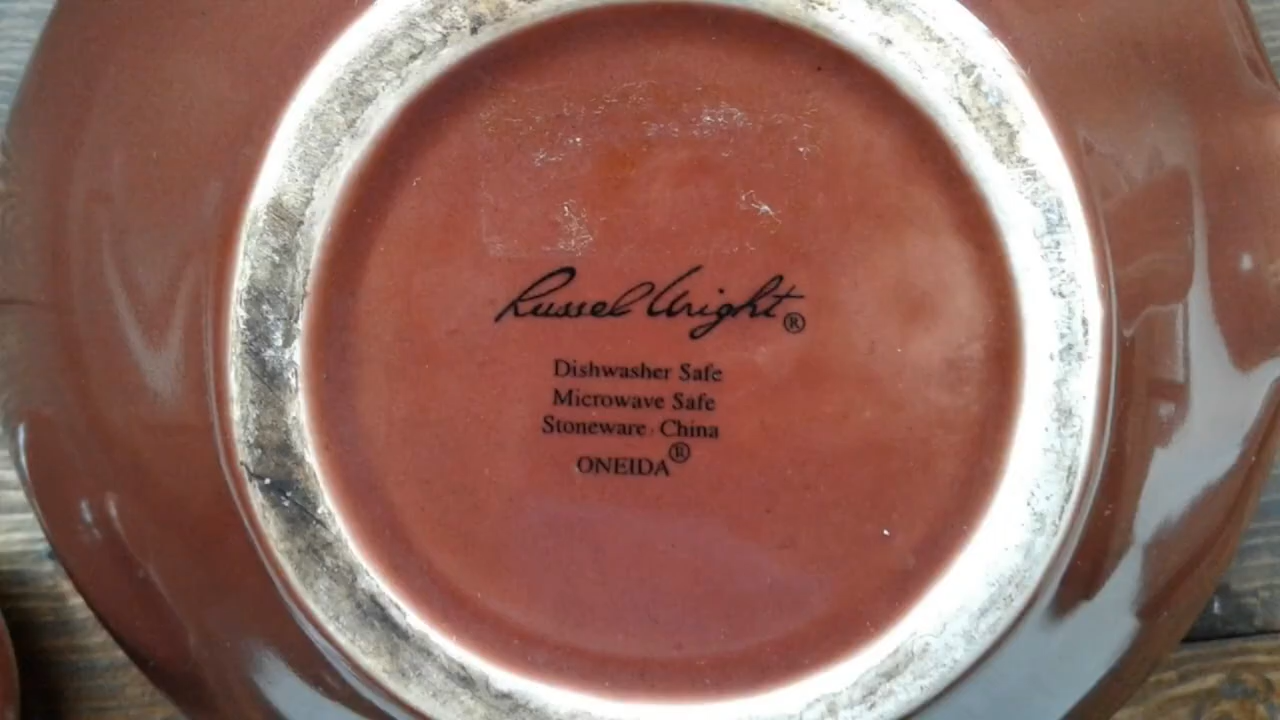 Russel Wright®
Dishwasher Safe
Microwave Safe
Stoneware China
ONEIDA®